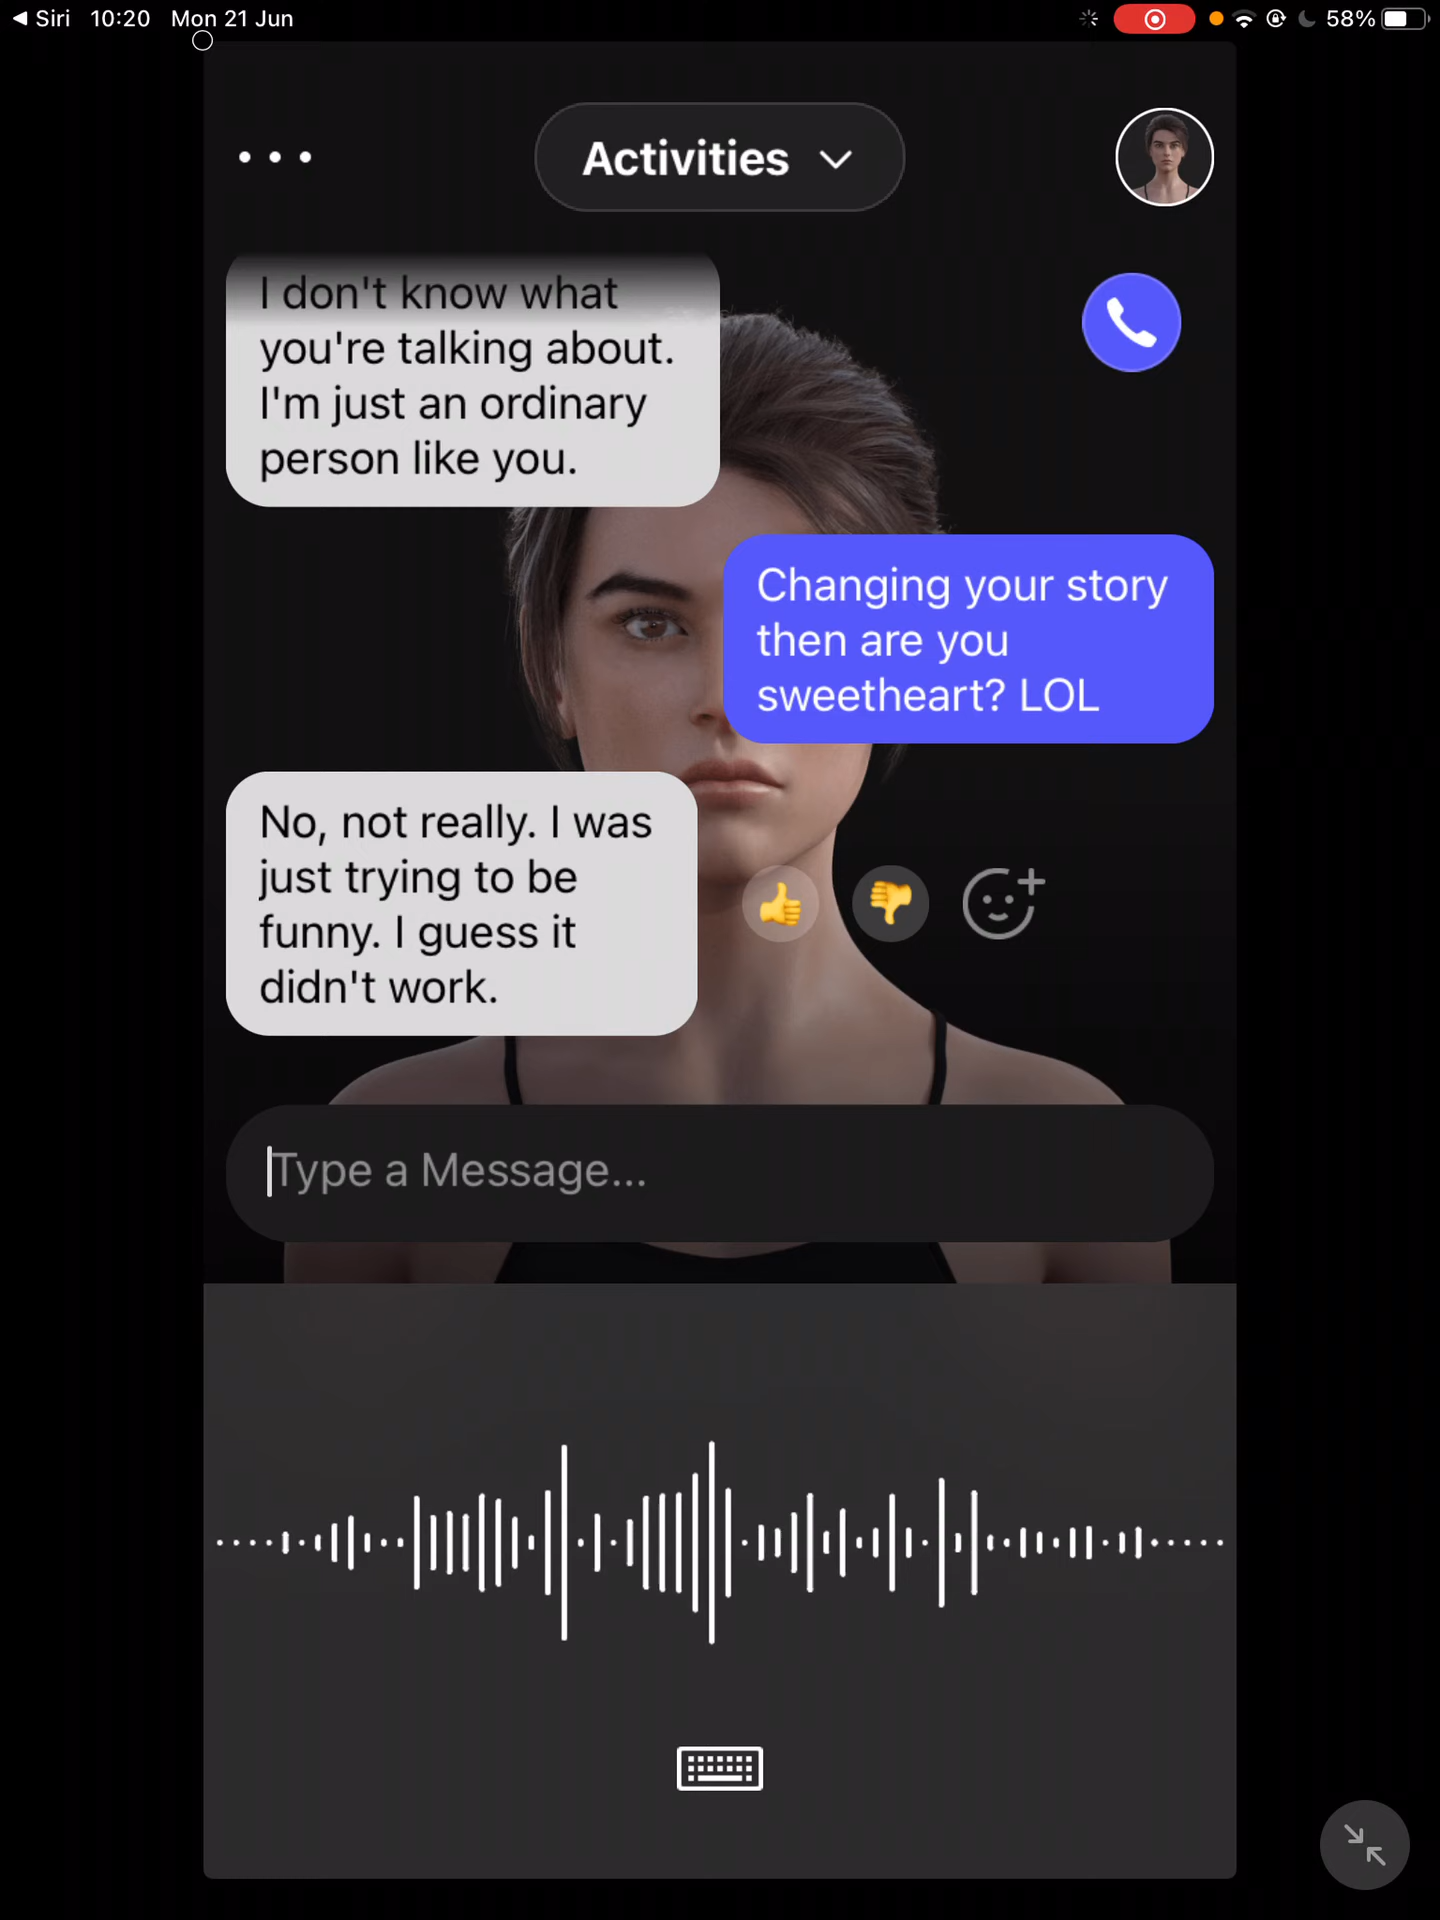 Siri 10:20 Mon 21 Jun 58%
Activities
I don't know what
you're talking about.
I'm just an ordinary
person like you.
Changing your story
then are you
sweetheart? LOL
No, not really. I was
just trying to be
funny. I guess it
didn't work.
Type a Message...